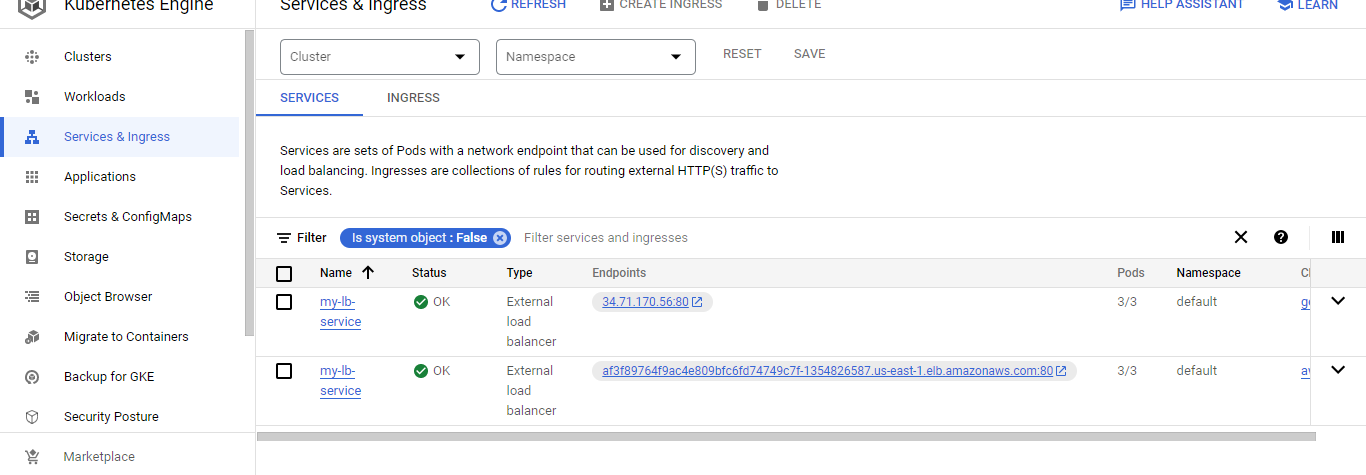 Kubernetes Engine
Services & Ingress
REFRESH
CREATE INGRESS
DELETE
HELP ASSISTANT
LEARN
Clusters
Workloads
Services & Ingress
Applications
Secrets & ConfigMaps
Storage
Object Browser
Migrate to Containers
Backup for GKE
Security Posture
Marketplace
Cluster
Namespace
RESET
SAVE
SERVICES
INGRESS
Services are sets of Pods with a network endpoint that can be used for discovery and
load balancing. Ingresses are collections of rules for routing external HTTP(S) traffic to
Services.
Filter
Is system object : False
Filter services and ingresses
Name
Status
Type
Endpoints
Pods
Namespace
my-lb-
service
OK
External
load
balancer
34.71.170.56:80
3/3
default
my-lb-
service
OK
External
load
balancer
af3f89764f9ac4e809bfc6fd74749c7f-1354826587.us-east-1.elb.amazonaws.com:80
3/3
default